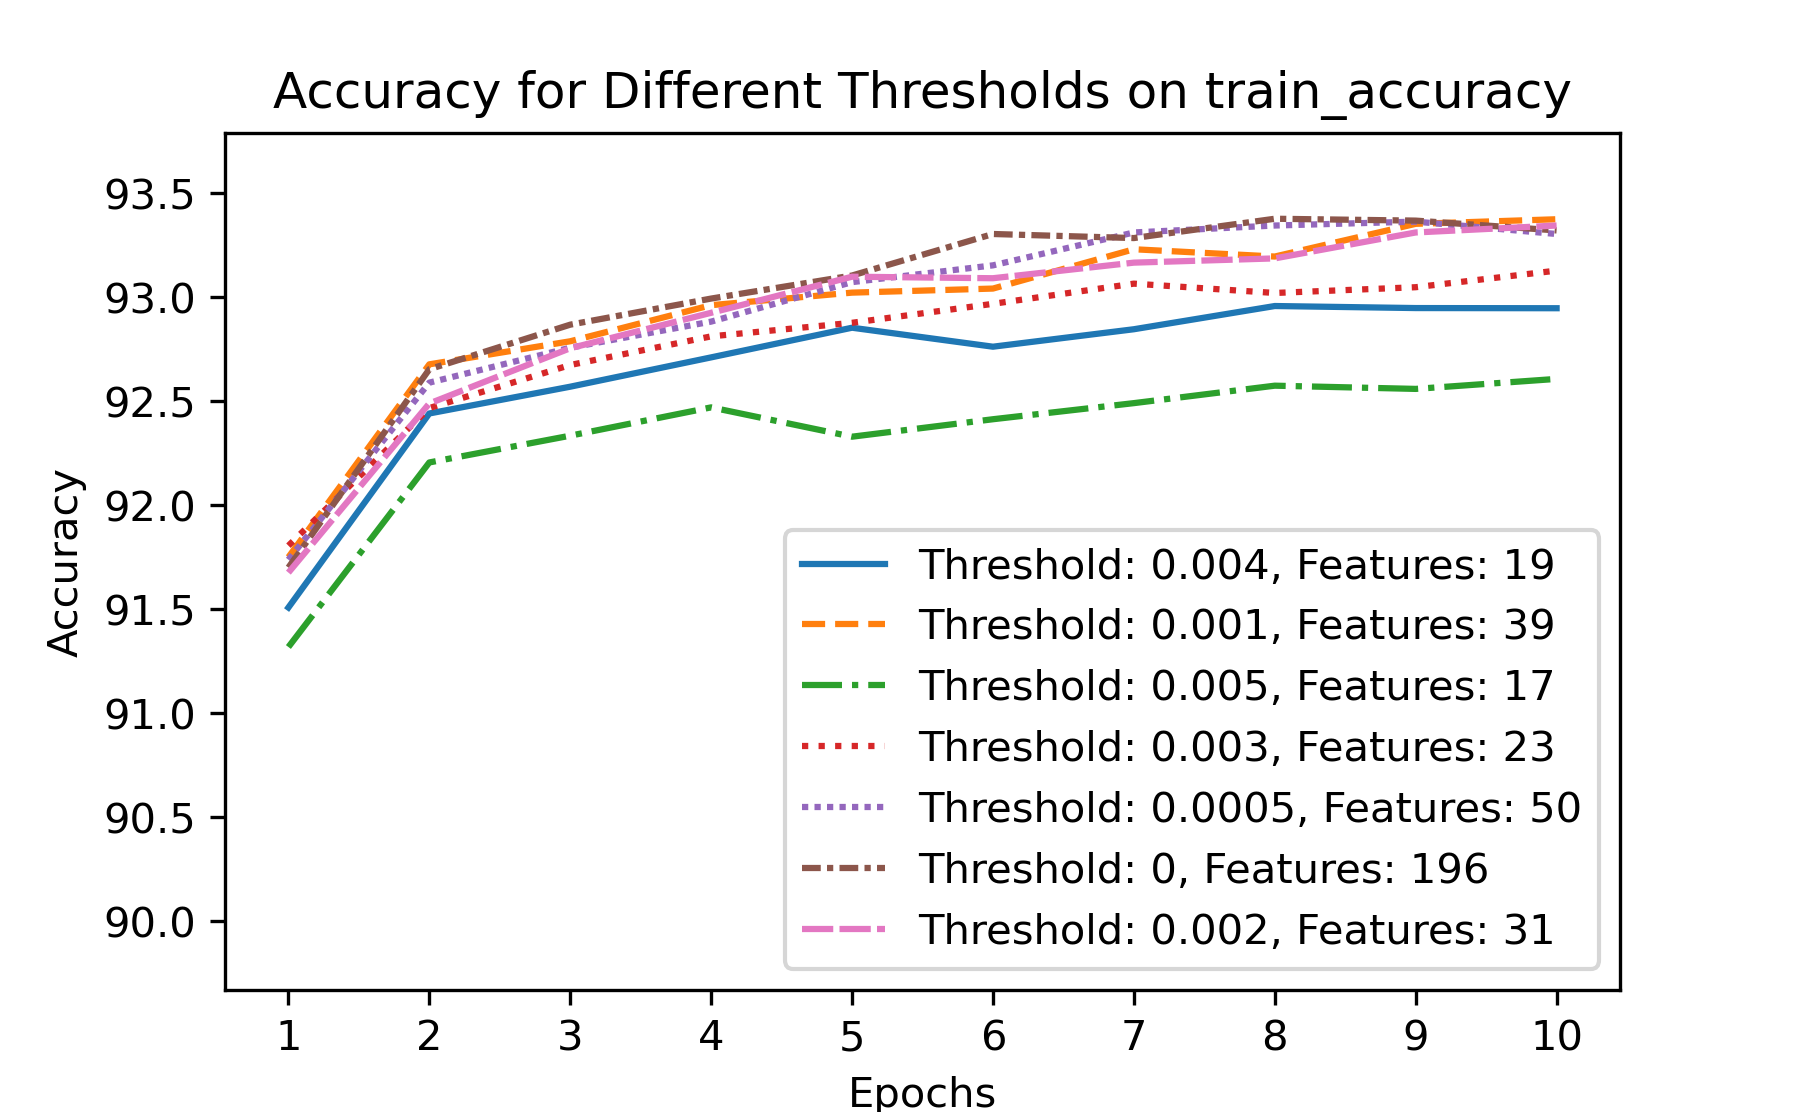 Accuracy for Different Thresholds on train_accuracy
93.5
93.0
92.5
92.0
91.5
91.0
90.5
90.0
Accuracy
Threshold: 0.004, Features: 19
Threshold: 0.001, Features: 39
Threshold: 0.005, Features: 17
Threshold: 0.003, Features: 23
Threshold: 0.0005, Features: 50
Threshold: 0, Features: 196
Threshold: 0.002, Features: 31
1 2 3 4 5 6 7 8 9 10
Epochs